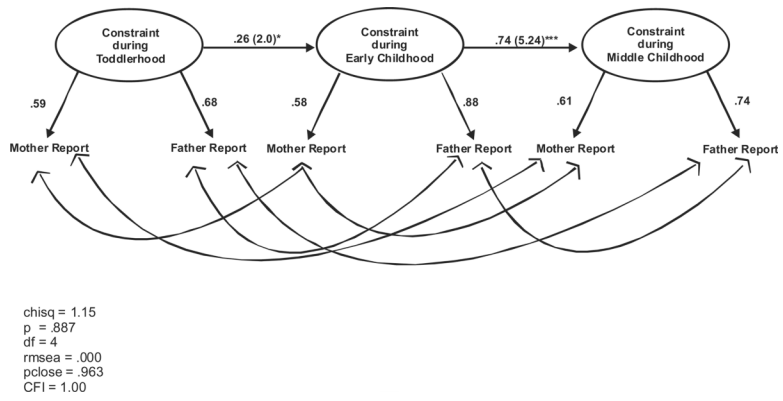 Constraint
during
Toddlerhood
.26 (2.0)*
Constraint
during
Early Childhood
.74 (5.24)***
Constraint
during
Middle Childhood
.59
.68
.58
.88
.61
.74
Mother Report
Father Report
Mother Report
Father Report
Mother Report
Father Report
chisq = 1.15
p = .887
df = 4
rmsea = .000
pclose = .963
CFI = 1.00